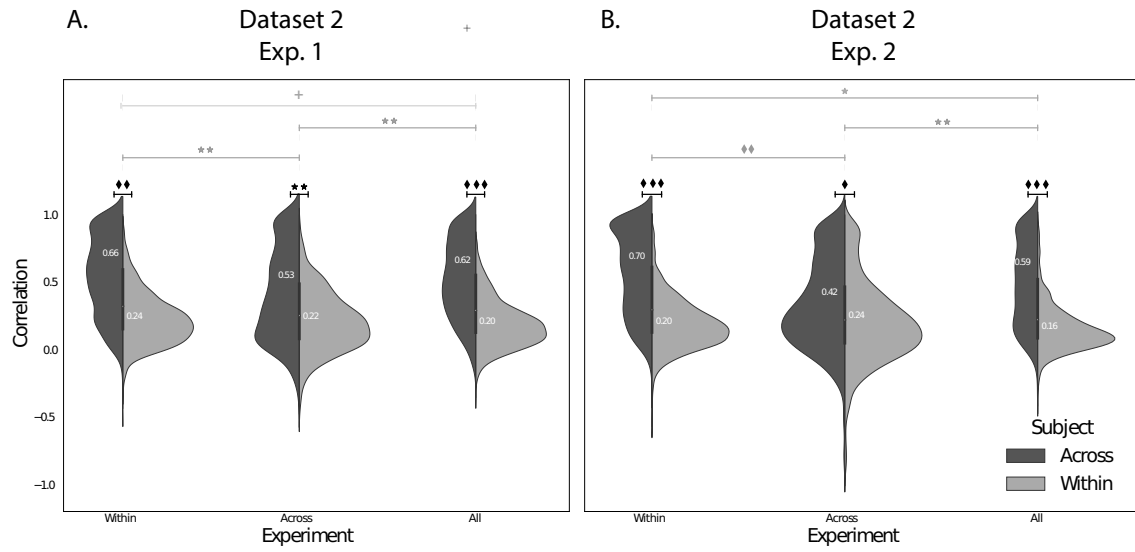 A.
Dataset 2
Exp. 1
+
+
**
**
♦♦
**
♦♦♦
1.0
0.5
0.0
−0.5
−1.0
Correlation
0.66
0.24
0.53
0.22
0.62
0.20
Within
Across
All
Experiment
B.
Dataset 2
Exp. 2
*
**
♦♦
♦♦♦
♦
♦♦♦
0.70
0.20
0.42
0.24
0.59
0.16
Subject
Across
Within
Within
Across
All
Experiment